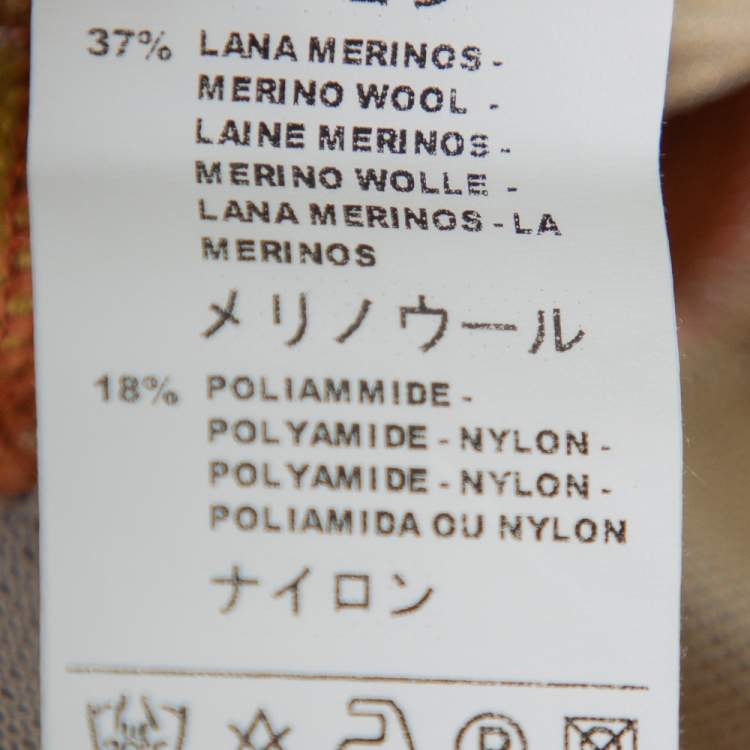 37% LANA MERINOS -
MERINO WOOL -
LAINE MERINOS -
MERINO WOLLE -
LANA MERINOS - LA
MERINOS
メリノウール
18% POLIAMMIDE -
POLYAMIDE - NYLON -
POLYAMIDE - NYLON -
POLIAMIDA OU NYLON
ナイロン
P